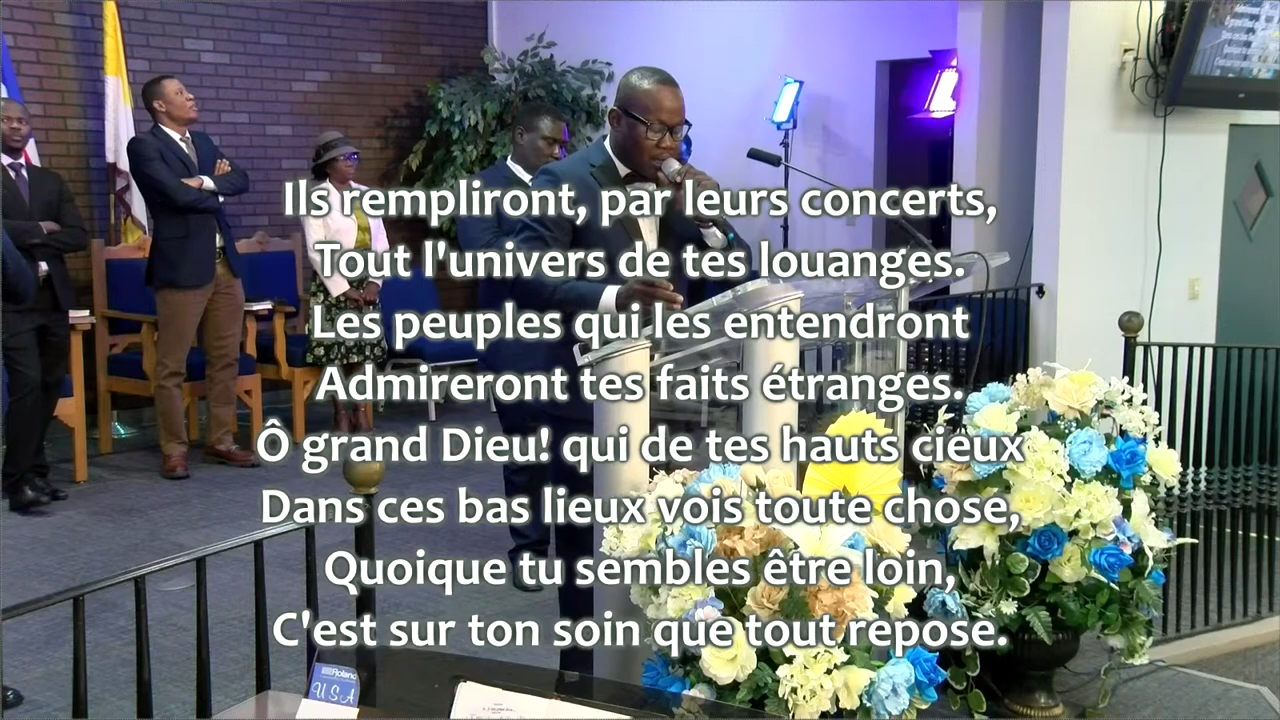 Ils rempliront, par leurs concerts,
Tout l'univers de tes louanges.
Les peuples qui les entendront
Admireront tes faits étranges.
Ô grand Dieu! qui de tes hauts cieux
Dans ces bas lieux vois toute chose,
Quoique tu sembles être loin,
C'est sur ton soin que tout repose.
Roland
USA